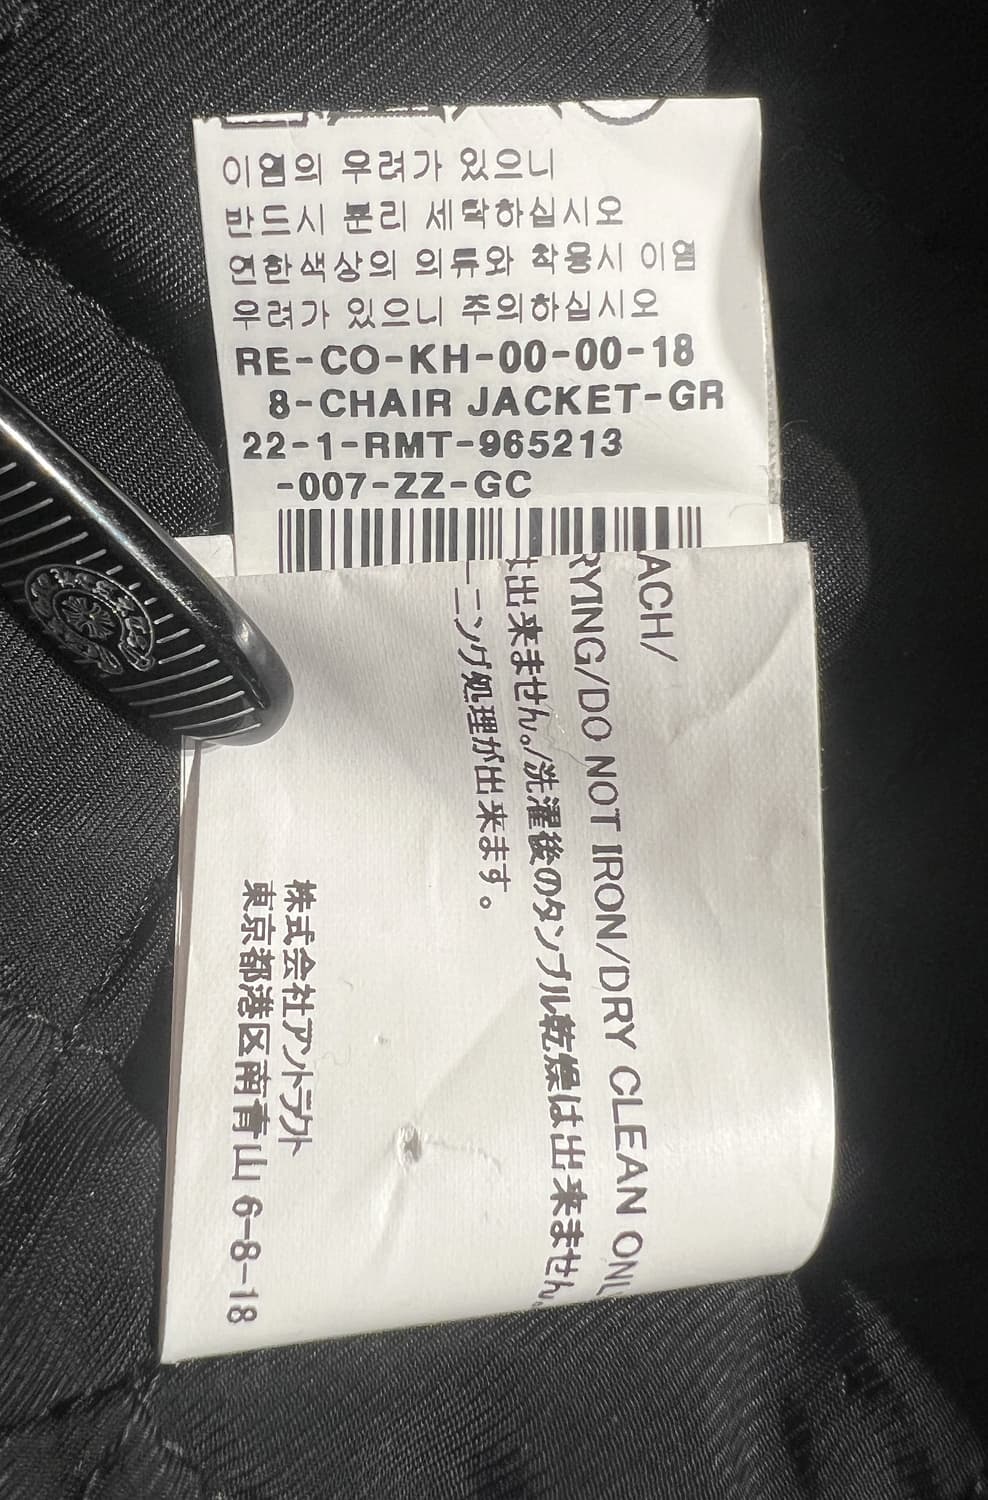 이염의 우려가 있으니
반드시 분리 세탁하십시오
연한색상의 의류와 착용시 이염
우려가 있으니 주의하십시오
RE-CO-KH-00-00-18
8-CHAIR JACKET-GR
22-1-RMT-965213
-007-ZZ-GC
ACH/
RYING/DO NOT IRON/DRY CLEAN ONL
は出来ません。/洗濯後のタンブル乾燥は出来ません。
ーニング処理が出来ます。
株式会社アントラクト
東京都港区南青山 6-8-18